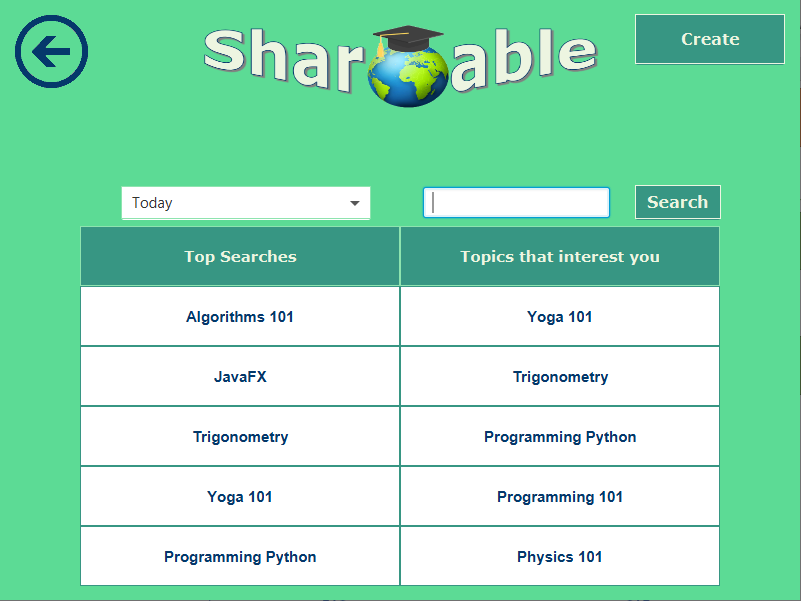 Shar able
Create
Today
Search
Top Searches Topics that interest you
Algorithms 101 Yoga 101
JavaFX Trigonometry
Trigonometry Programming Python
Yoga 101 Programming 101
Programming Python Physics 101